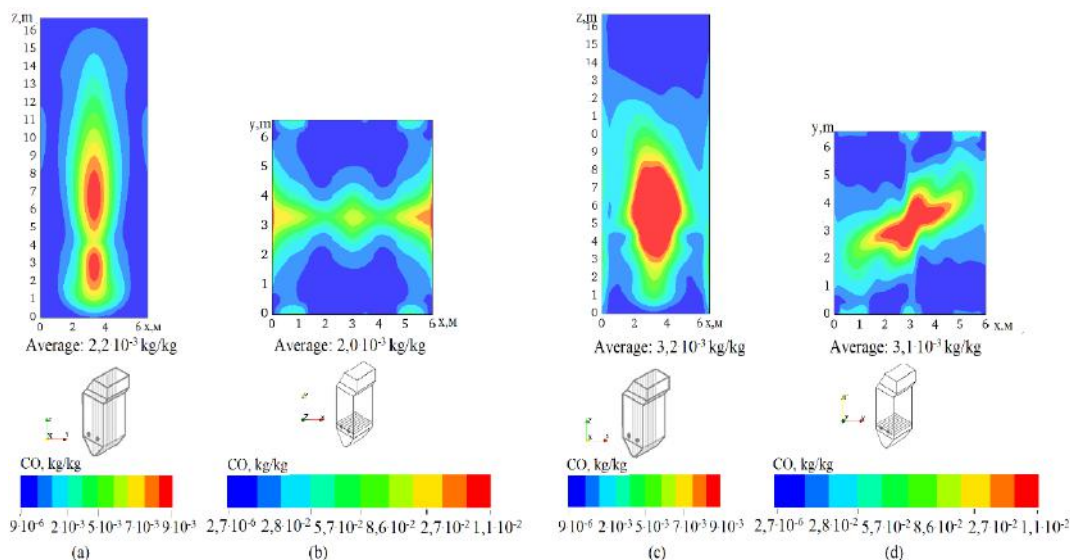 z,m
16
15
14
13
12
11
10
9
8
7
6
5
4
3
2
1
0
0 2 4 6 x,м
Average: 2,2 10⁻³ kg/kg
CO, kg/kg
9 10⁻⁶ 2 10⁻³ 5 10⁻³ 7 10⁻³ 9 10⁻³
(a)
y,m
6
5
4
3
2
1
0
0 1 2 3 4 5 6 x,м
Average: 2,0 10⁻³ kg/kg
CO, kg/kg
2,7·10⁻⁶ 2,8·10⁻² 5,7 10⁻² 8,6·10⁻² 2,7 10⁻² 1,1·10⁻²
(b)
z,m
16
15
14
13
2
1
0
9
8
7
6
5
4
3
2
1
0
0 2 4 6 x,м
Average: 3,2 10⁻³ kg/kg
CO, kg/kg
9 10⁻⁶ 2 10⁻³ 5 10⁻³ 7 10⁻³ 9 10⁻³
(c)
y,m
6
5
4
3
2
1
0
0 1 2 3 4 5 6 x,м
Average: 3,1·10⁻³ kg/kg
CO, kg/kg
2,7·10⁻⁶ 2,8·10⁻² 5,7 10⁻² 8,6·10⁻² 2,7 10⁻² 1,1·10⁻²
(d)